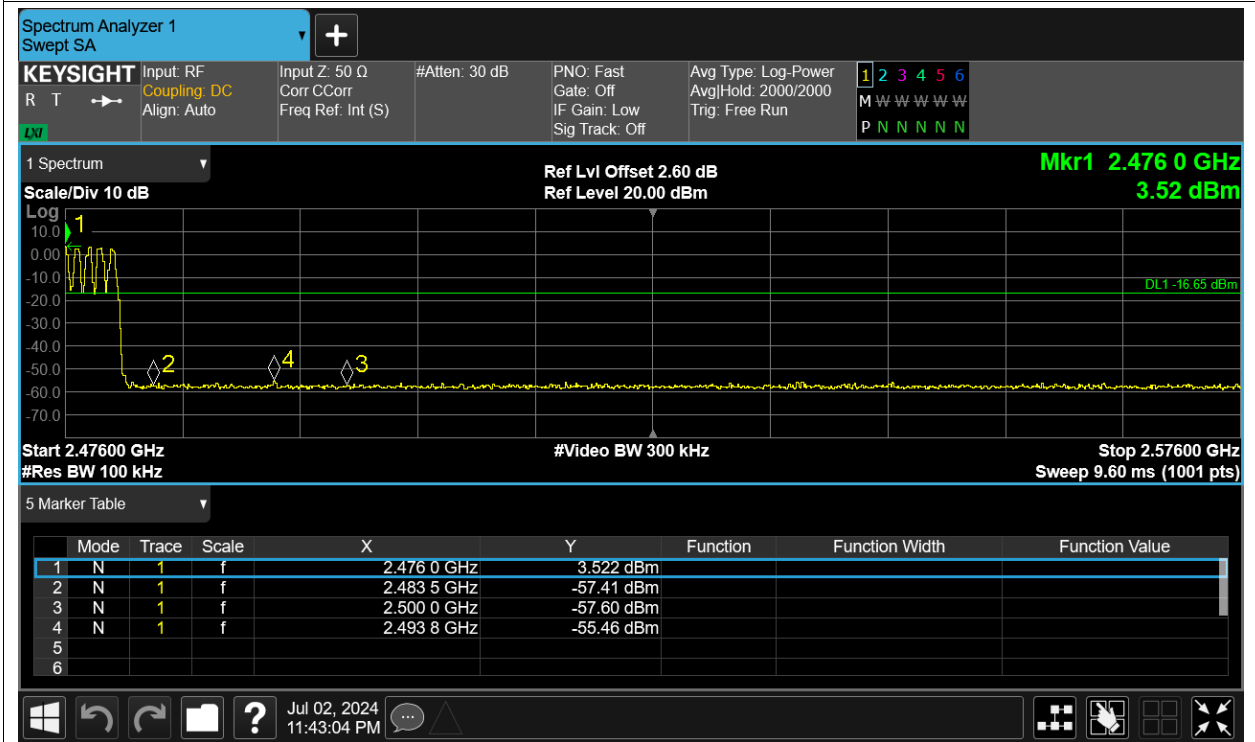 Spectrum Analyzer 1
Swept SA
+
KEYSIGHT
R T
LXI
Input: RF
Coupling: DC
Align: Auto
Input Z: 50 Ω
Corr CCorr
Freq Ref: Int (S)
#Atten: 30 dB
PNO: Fast
Gate: Off
IF Gain: Low
Sig Track: Off
Avg Type: Log-Power
Avg|Hold: 2000/2000
Trig: Free Run
1 2 3 4 5 6
M W W W W W
P N N N N N
1 Spectrum
Scale/Div 10 dB
Ref Lvl Offset 2.60 dB
Ref Level 20.00 dBm
Mkr1 2.476 0 GHz
3.52 dBm
Log
10.0
0.00
-10.0
-20.0
-30.0
-40.0
-50.0
-60.0
-70.0
1
DL1 -16.65 dBm
2
4
3
Start 2.47600 GHz
#Video BW 300 kHz
Stop 2.57600 GHz
#Res BW 100 kHz
Sweep 9.60 ms (1001 pts)
5 Marker Table
Mode Trace Scale X Y Function Function Width Function Value
1 N 1 f 2.476 0 GHz 3.522 dBm
2 N 1 f 2.483 5 GHz -57.41 dBm
3 N 1 f 2.500 0 GHz -57.60 dBm
4 N 1 f 2.493 8 GHz -55.46 dBm
5
6
?
Jul 02, 2024
11:43:04 PM